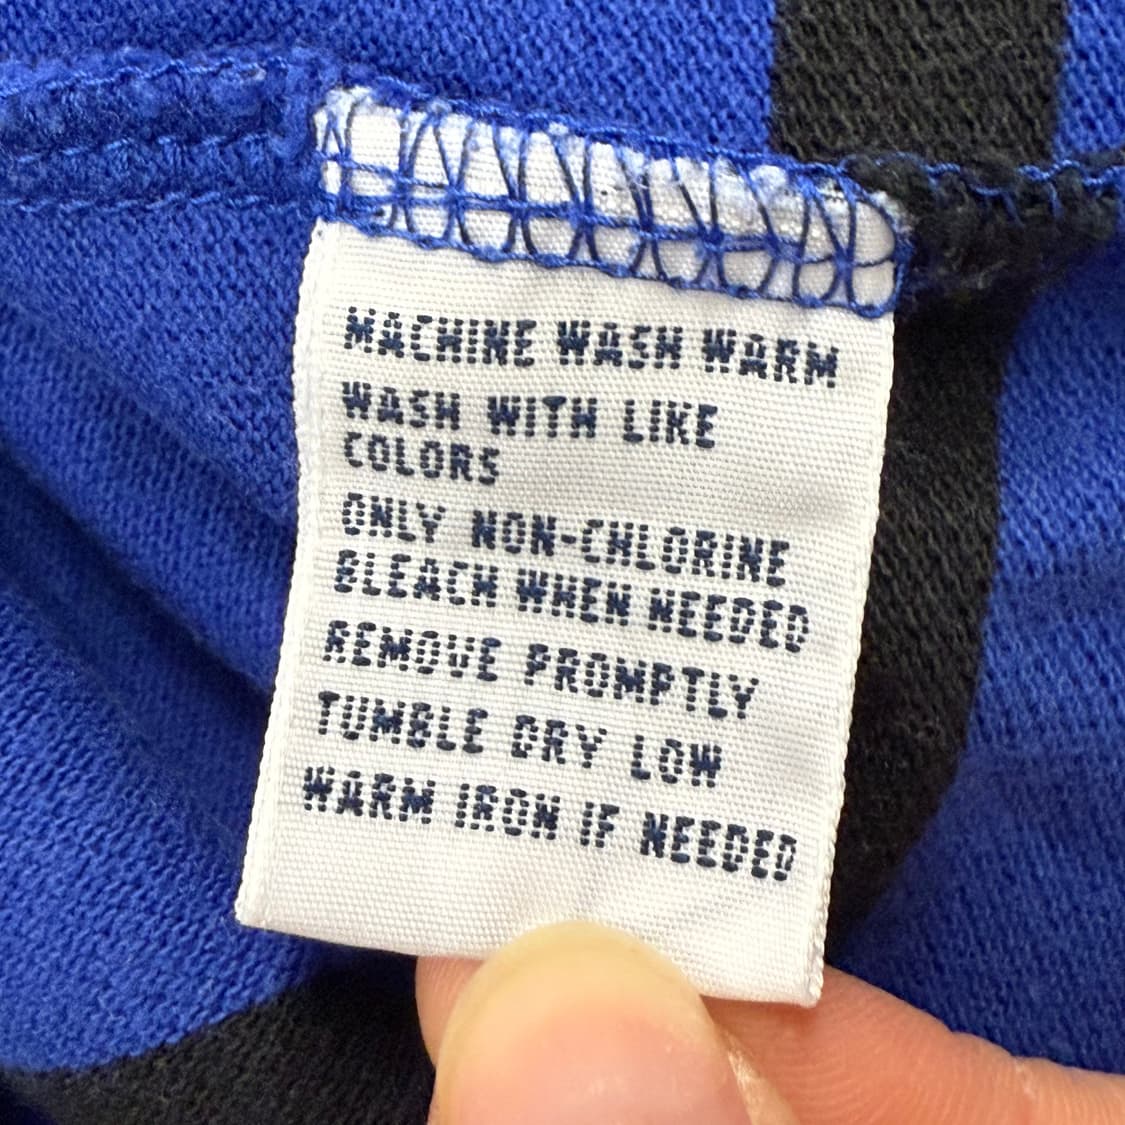 MACHINE WASH WARM
WASH WITH LIKE
COLORS
ONLY NON-CHLORINE
BLEACH WHEN NEEDED
REMOVE PROMPTLY
TUMBLE DRY LOW
WARM IRON IF NEEDED